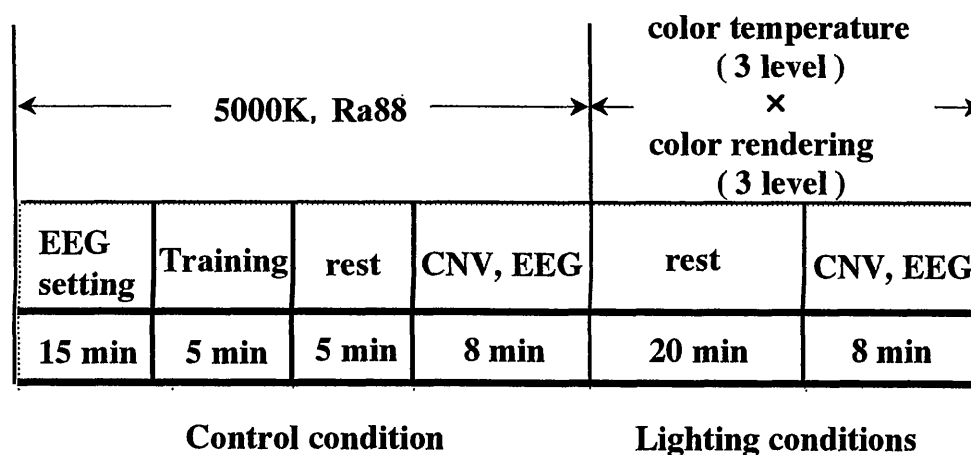 color temperature
( 3 level )
5000K, Ra88
×
color rendering
( 3 level )
EEG setting
Training
rest
CNV, EEG
rest
CNV, EEG
15 min
5 min
5 min
8 min
20 min
8 min
Control condition
Lighting conditions